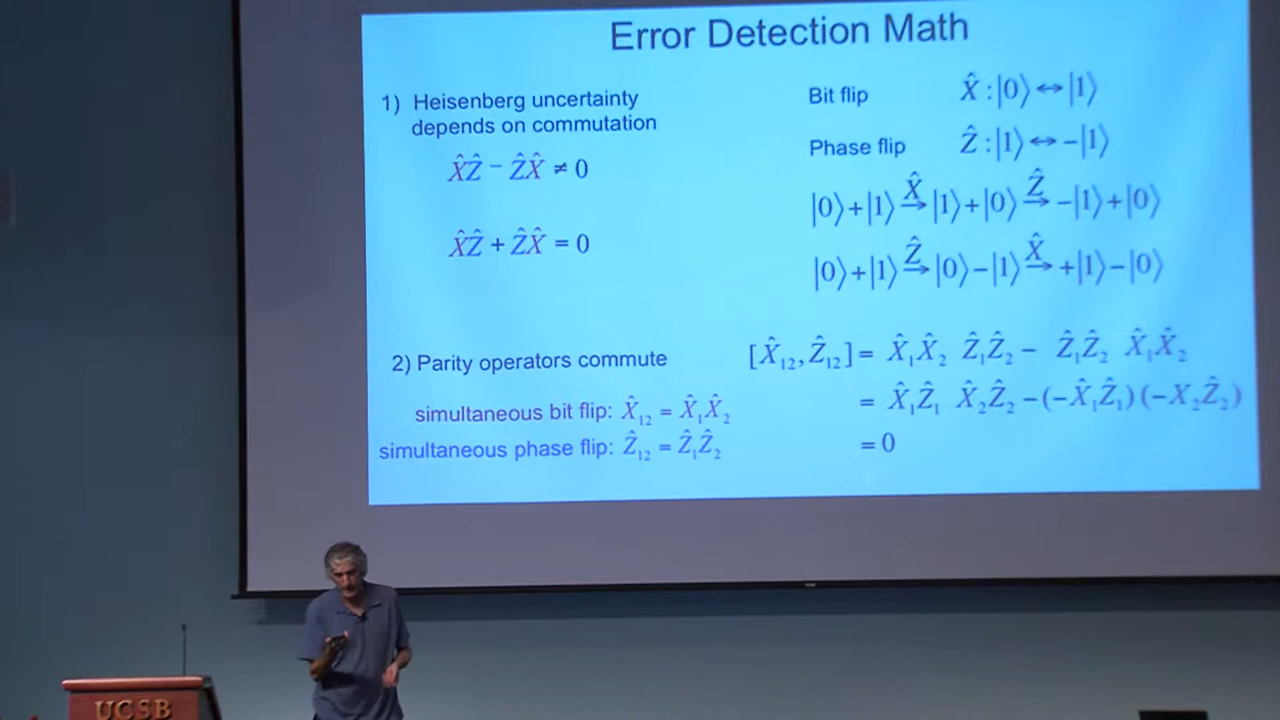 Error Detection Math
1) Heisenberg uncertainty
depends on commutation
X̂Ẑ − ẐX̂ ≠ 0
X̂Ẑ + ẐX̂ = 0
Bit flip X̂ : |0⟩ ↔ |1⟩
Phase flip Ẑ : |1⟩ ↔ −|1⟩
|0⟩+|1⟩ X̂→ |1⟩+|0⟩ Ẑ→ −|1⟩+|0⟩
|0⟩+|1⟩ Ẑ→ |0⟩−|1⟩ X̂→ +|1⟩−|0⟩
2) Parity operators commute
simultaneous bit flip: X̂₁₂ = X̂₁X̂₂
simultaneous phase flip: Ẑ₁₂ = Ẑ₁Ẑ₂
[X̂₁₂, Ẑ₁₂] = X̂₁X̂₂ Ẑ₁Ẑ₂ − Ẑ₁Ẑ₂ X̂₁X̂₂
= X̂₁Ẑ₁ X̂₂Ẑ₂ − (−X̂₁Ẑ₁) (−X₂Ẑ₂)
= 0
UCSB